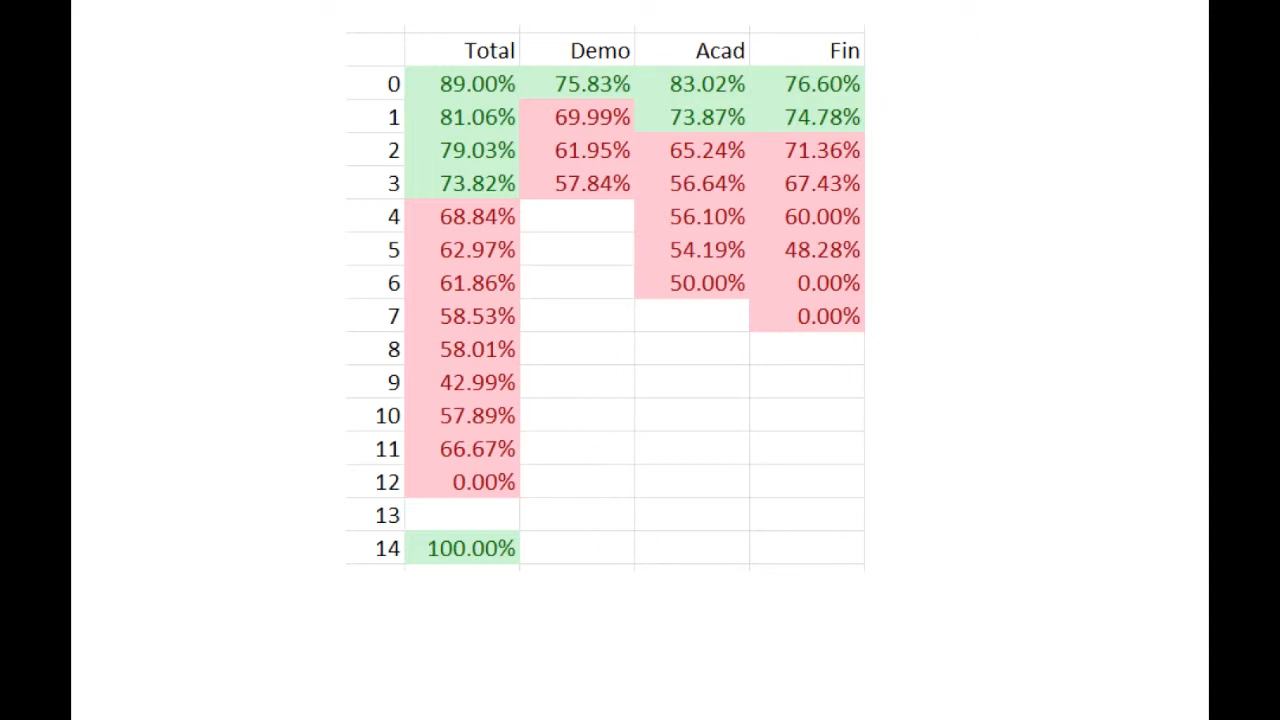 Total Demo Acad Fin
0 89.00% 75.83% 83.02% 76.60%
1 81.06% 69.99% 73.87% 74.78%
2 79.03% 61.95% 65.24% 71.36%
3 73.82% 57.84% 56.64% 67.43%
4 68.84% 56.10% 60.00%
5 62.97% 54.19% 48.28%
6 61.86% 50.00% 0.00%
7 58.53% 0.00%
8 58.01%
9 42.99%
10 57.89%
11 66.67%
12 0.00%
13
14 100.00%